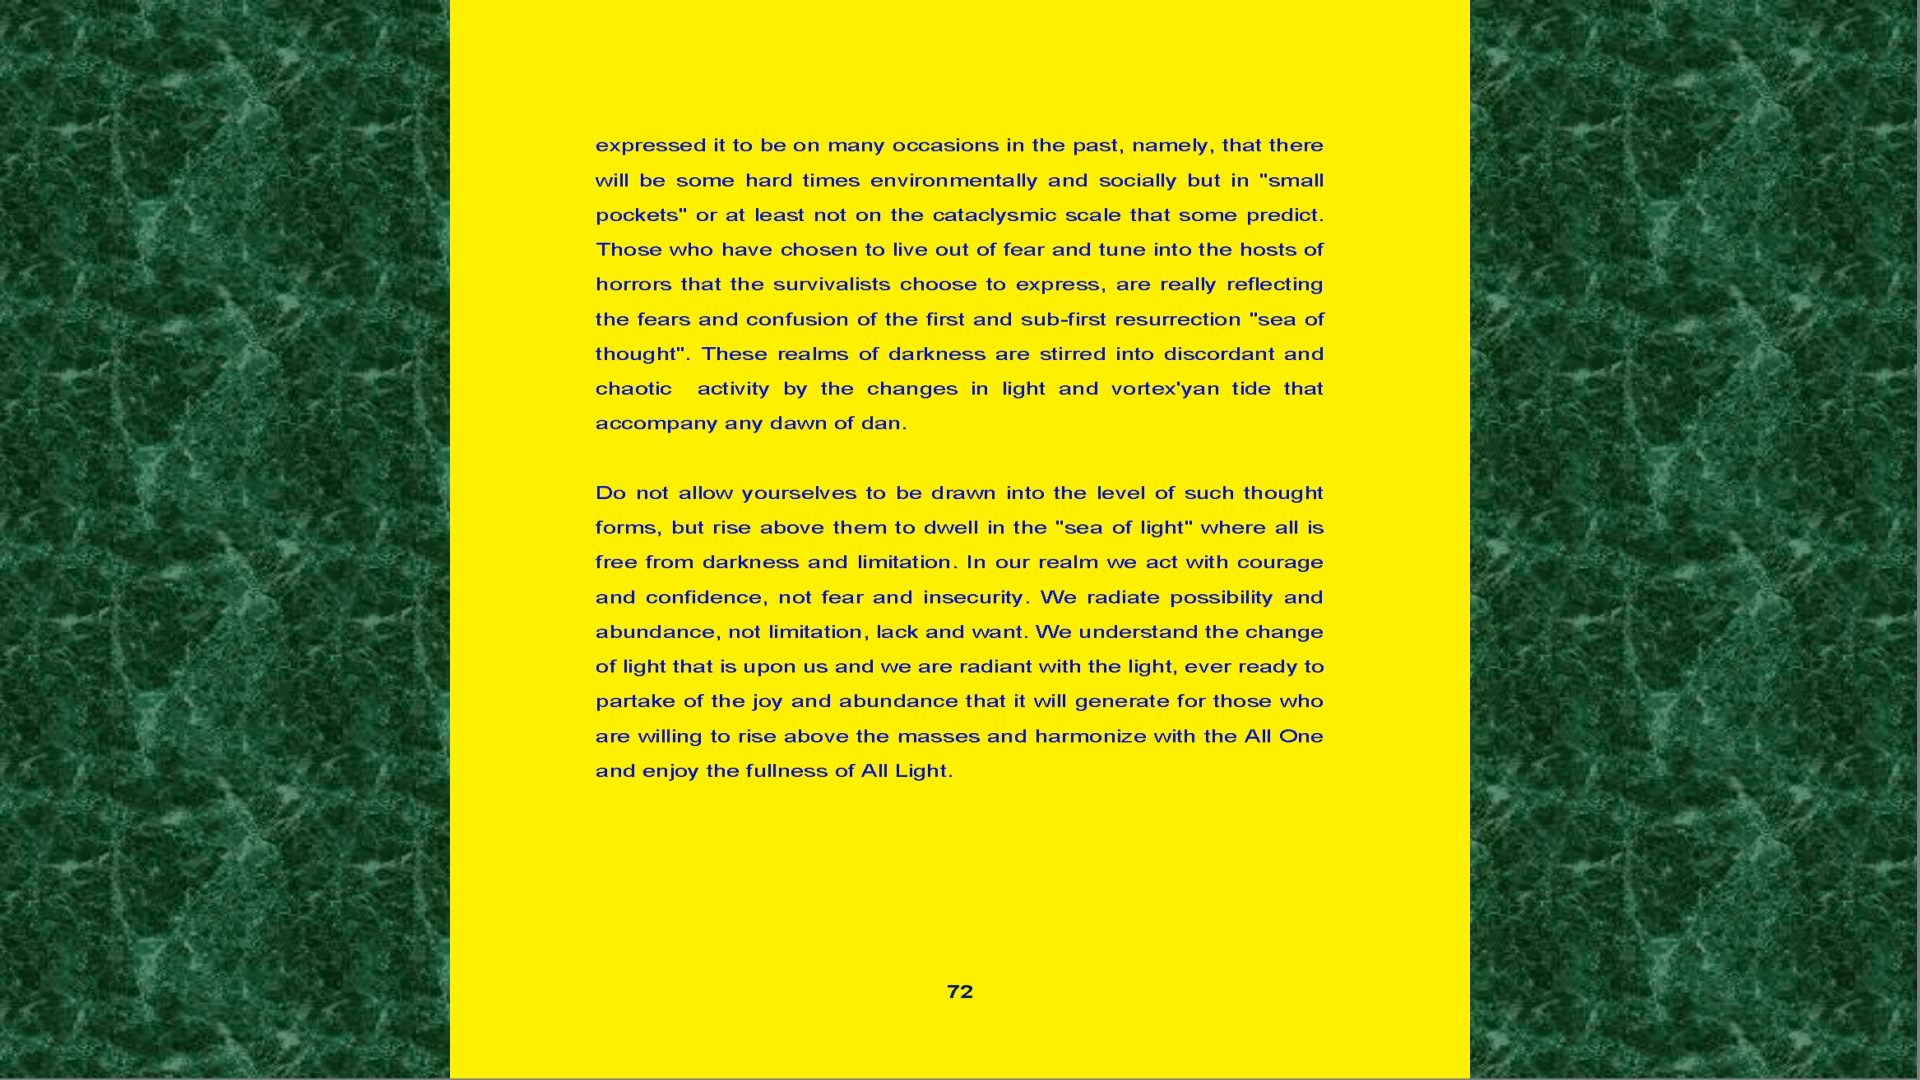 expressed it to be on many occasions in the past, namely, that there
will be some hard times environmentally and socially but in "small
pockets" or at least not on the cataclysmic scale that some predict.
Those who have chosen to live out of fear and tune into the hosts of
horrors that the survivalists choose to express, are really reflecting
the fears and confusion of the first and sub-first resurrection "sea of
thought". These realms of darkness are stirred into discordant and
chaotic  activity by the changes in light and vortex'yan tide that
accompany any dawn of dan.
Do not allow yourselves to be drawn into the level of such thought
forms, but rise above them to dwell in the "sea of light" where all is
free from darkness and limitation. In our realm we act with courage
and confidence, not fear and insecurity. We radiate possibility and
abundance, not limitation, lack and want. We understand the change
of light that is upon us and we are radiant with the light, ever ready to
partake of the joy and abundance that it will generate for those who
are willing to rise above the masses and harmonize with the All One
and enjoy the fullness of All Light.
72